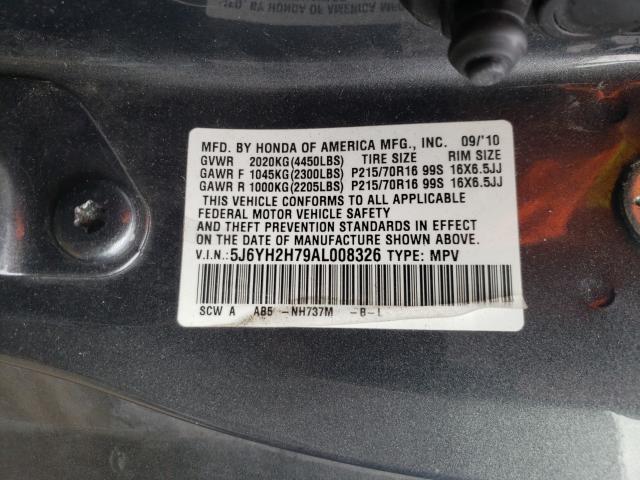 MFD. BY HONDA OF AMERICA MFG., INC. 09/'10
GVWR 2020KG(4450LBS) TIRE SIZE RIM SIZE
GAWR F 1045KG(2300LBS) P215/70R16 99S 16X6.5JJ
GAWR R 1000KG(2205LBS) P215/70R16 99S 16X6.5JJ
THIS VEHICLE CONFORMS TO ALL APPLICABLE
FEDERAL MOTOR VEHICLE SAFETY
AND THEFT PREVENTION STANDARDS IN EFFECT
ON THE DATE OF MANUFACTURE SHOWN ABOVE.
V.I.N.:5J6YH2H79AL008326 TYPE: MPV
SCW A AB5 -NH737M -B-L